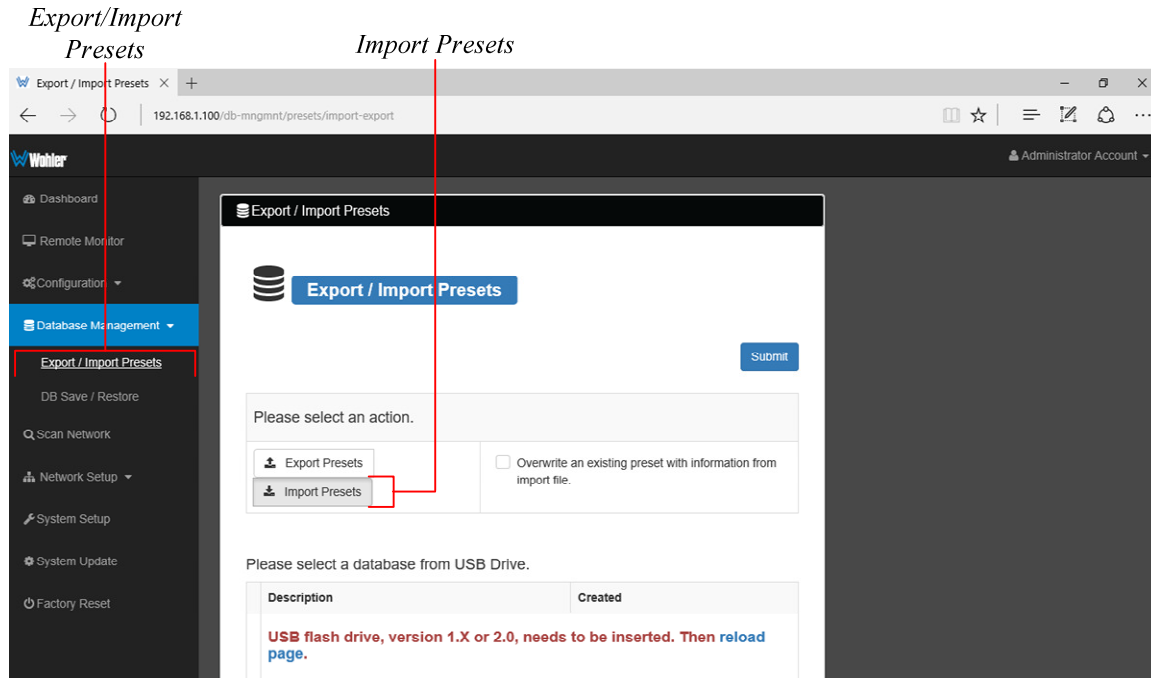 Export/Import
Presets
Import Presets
Export / Import Presets
192.168.1.100/db-mngmnt/presets/import-export
Wohler
Administrator Account
Dashboard
Remote Monitor
Configuration
Database Management
Export / Import Presets
DB Save / Restore
Scan Network
Network Setup
System Setup
System Update
Factory Reset
Export / Import Presets
Export / Import Presets
Submit
Please select an action.
Export Presets
Import Presets
Overwrite an existing preset with information from
import file.
Please select a database from USB Drive.
Description Created
USB flash drive, version 1.X or 2.0, needs to be inserted. Then reload
page.